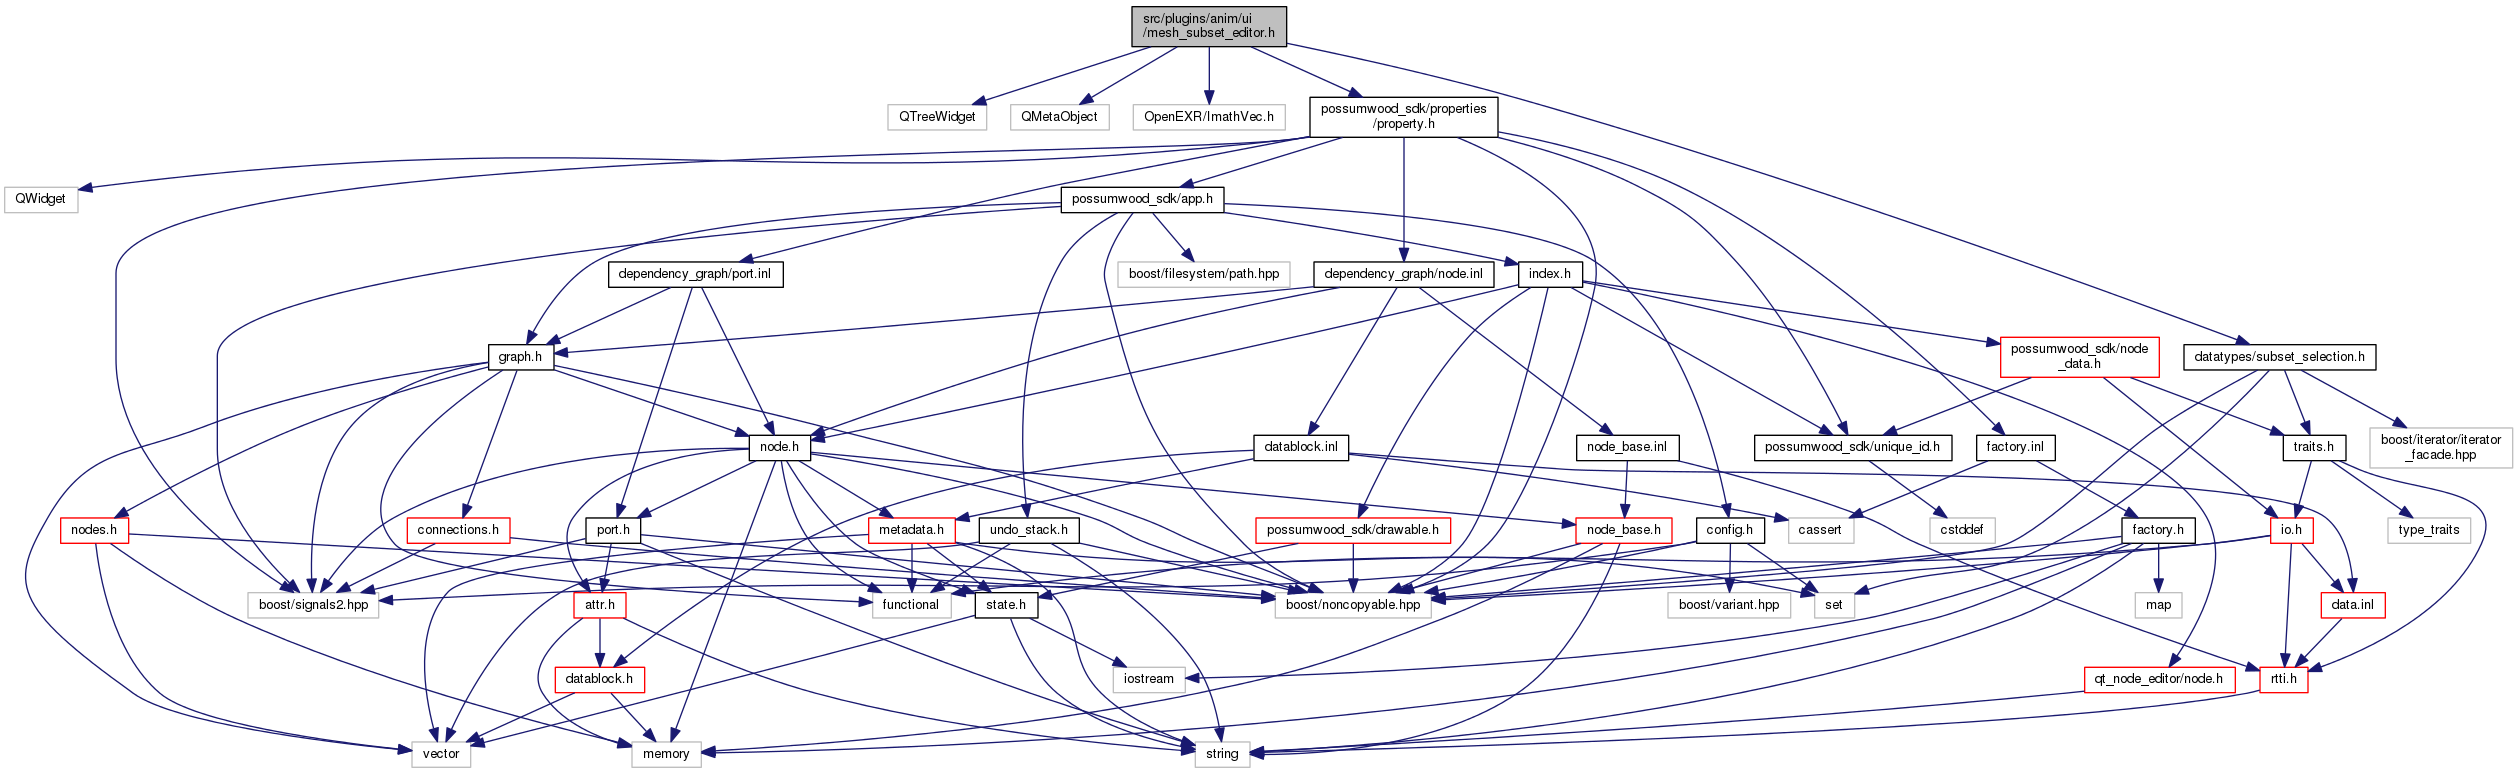 src/plugins/anim/ui
/mesh_subset_editor.h
QTreeWidget
QMetaObject
OpenEXR/ImathVec.h
possumwood_sdk/properties
/property.h
QWidget
possumwood_sdk/app.h
dependency_graph/port.inl
boost/filesystem/path.hpp
dependency_graph/node.inl
index.h
graph.h
possumwood_sdk/node
_data.h
datatypes/subset_selection.h
node.h
datablock.inl
node_base.inl
possumwood_sdk/unique_id.h
factory.inl
traits.h
boost/iterator/iterator
_facade.hpp
nodes.h
connections.h
port.h
metadata.h
undo_stack.h
possumwood_sdk/drawable.h
node_base.h
config.h
cassert
cstddef
factory.h
io.h
type_traits
boost/signals2.hpp
attr.h
functional
state.h
boost/noncopyable.hpp
boost/variant.hpp
set
map
data.inl
datablock.h
iostream
qt_node_editor/node.h
rtti.h
vector
memory
string